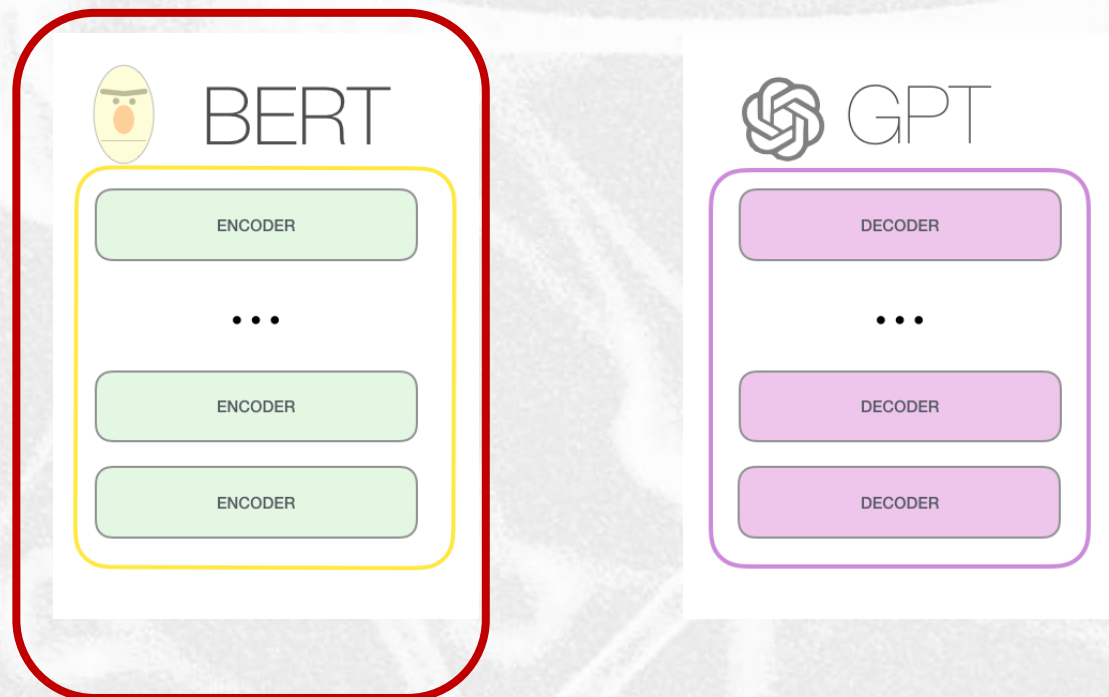 BERT
ENCODER
...
ENCODER
ENCODER
GPT
DECODER
...
DECODER
DECODER